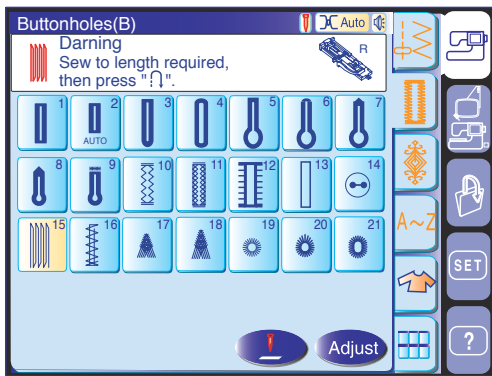 Buttonholes(B)
Auto
Darning
R
Sew to length required,
then press "⋂↓".
1
2
3
4
5
6
7
AUTO
8
9
10
11
12
13
14
15
16
17
18
19
20
21
A~Z
SET
?
Adjust